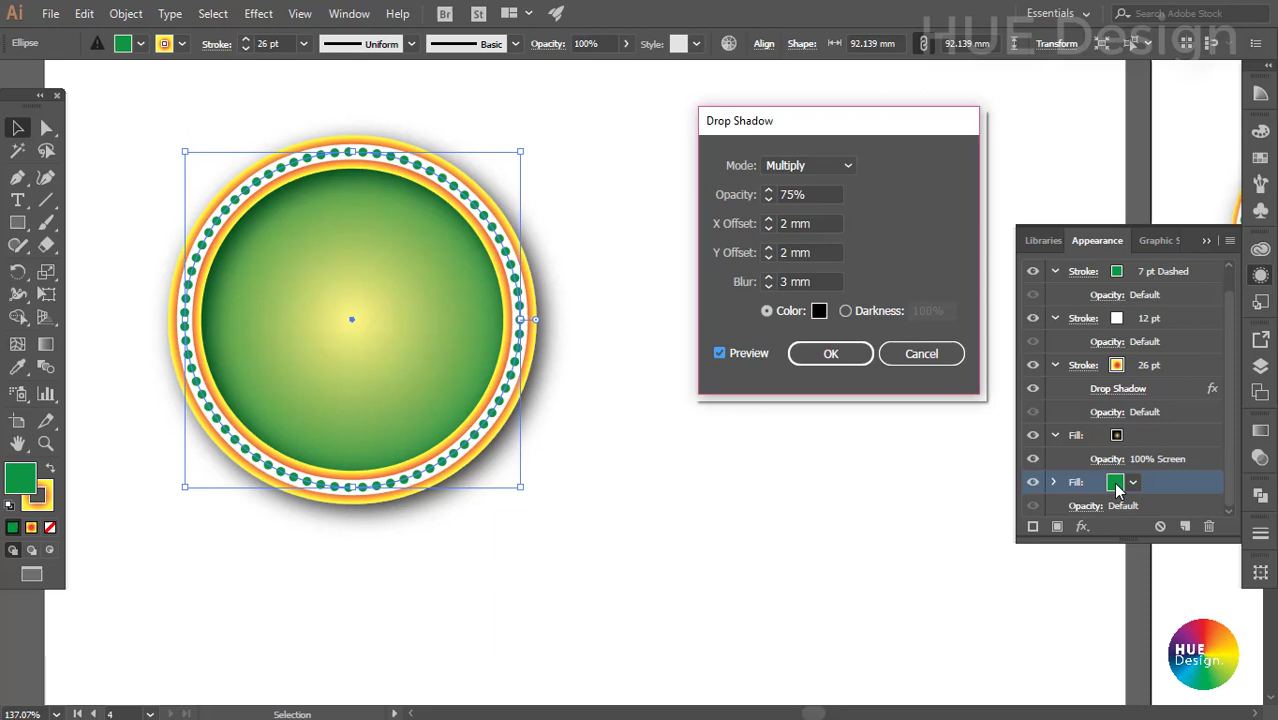 Ai File Edit Object Type Select Effect View Window Help Br St Essentials Search Adobe Stock
HUE Design
Ellipse Stroke: 26 pt Uniform Basic Opacity: 100% Style: Align Shape: 92.139 mm 92.139 mm Transform
Drop Shadow
Mode: Multiply
Opacity: 75%
X Offset: 2 mm
Y Offset: 2 mm
Blur: 3 mm
Color: Darkness: 100%
Preview OK Cancel
Libraries Appearance Graphic S
Stroke: 7 pt Dashed
Opacity: Default
Stroke: 12 pt
Opacity: Default
Stroke: 26 pt
Drop Shadow fx
Opacity: Default
Fill:
Opacity: 100% Screen
Fill:
Opacity: Default
fx.
HUE
Design.
137.07% 4 Selection